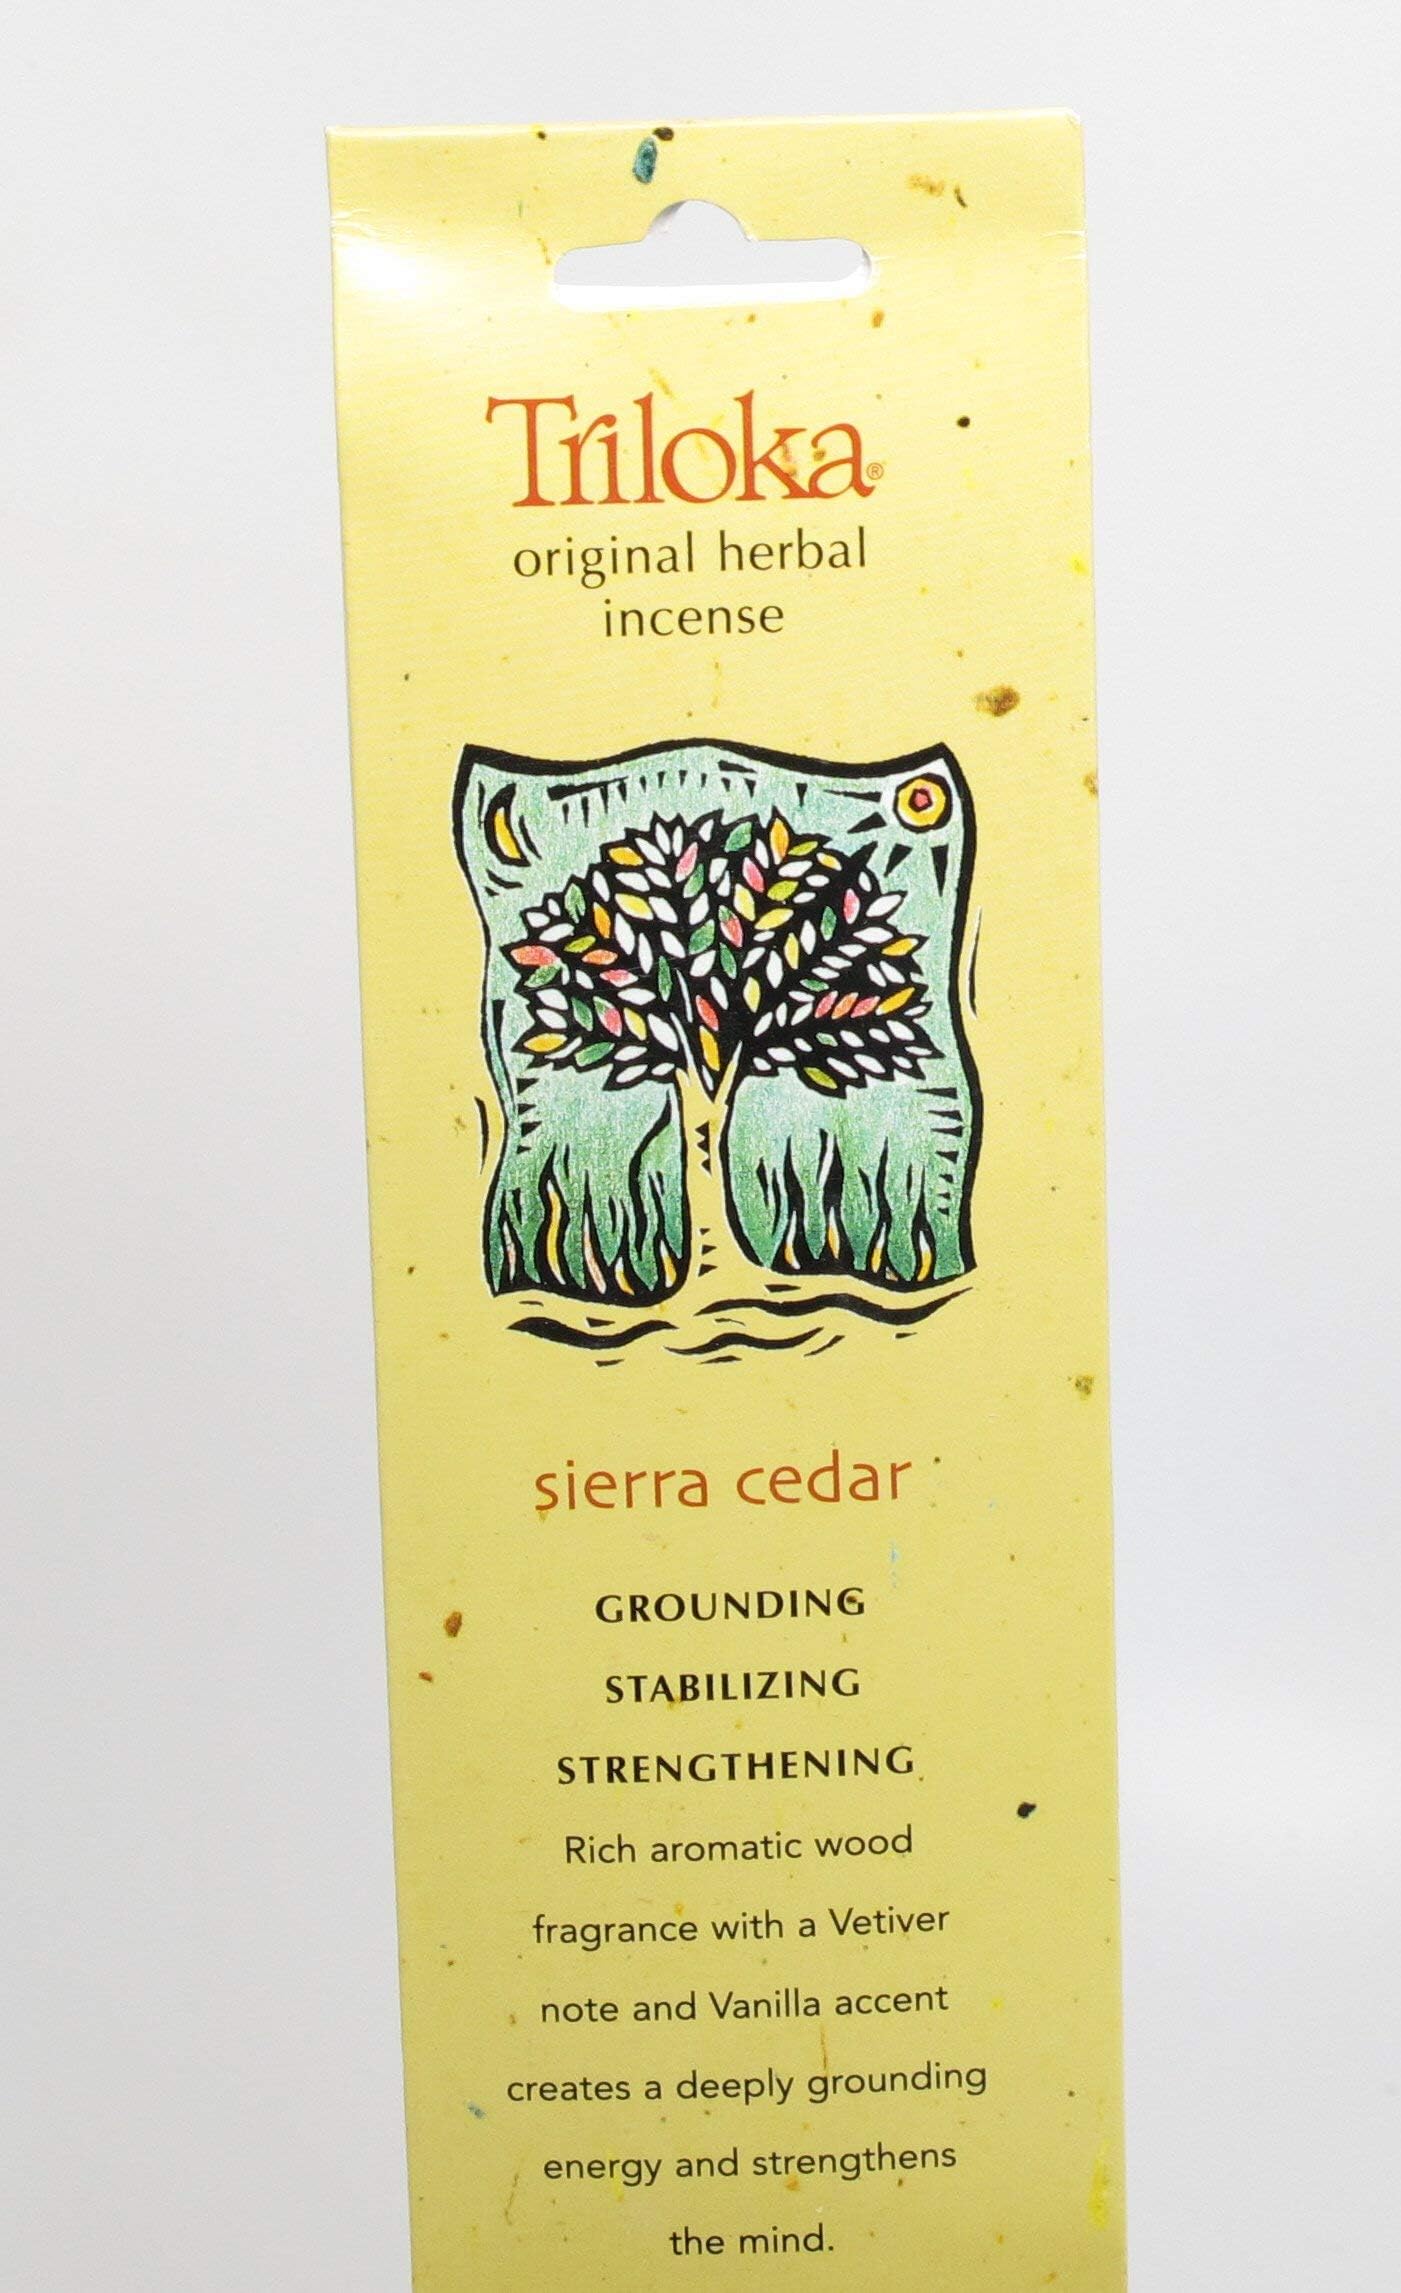 Triloka®
original herbal
incense
sierra cedar
GROUNDING
STABILIZING
STRENGTHENING
Rich aromatic wood
fragrance with a Vetiver
note and Vanilla accent
creates a deeply grounding
energy and strengthens
the mind.